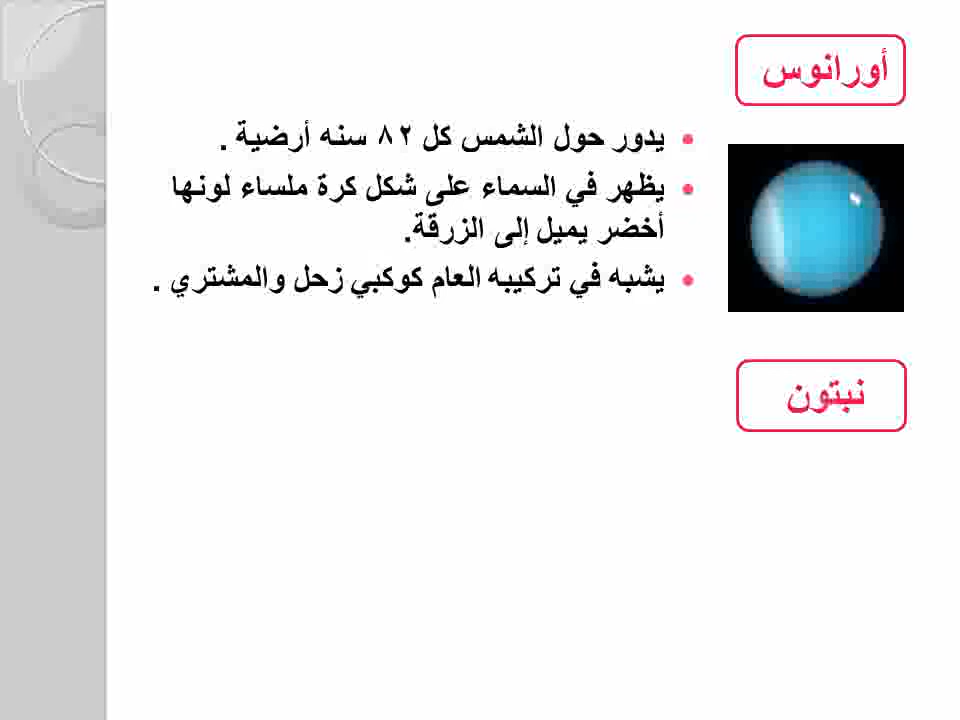 أورانوس
يدور حول الشمس كل ٨٢ سنه أرضية .
يظهر في السماء على شكل كرة ملساء لونها
أخضر يميل إلى الزرقة.
يشبه في تركيبه العام كوكبي زحل والمشتري .
نبتون